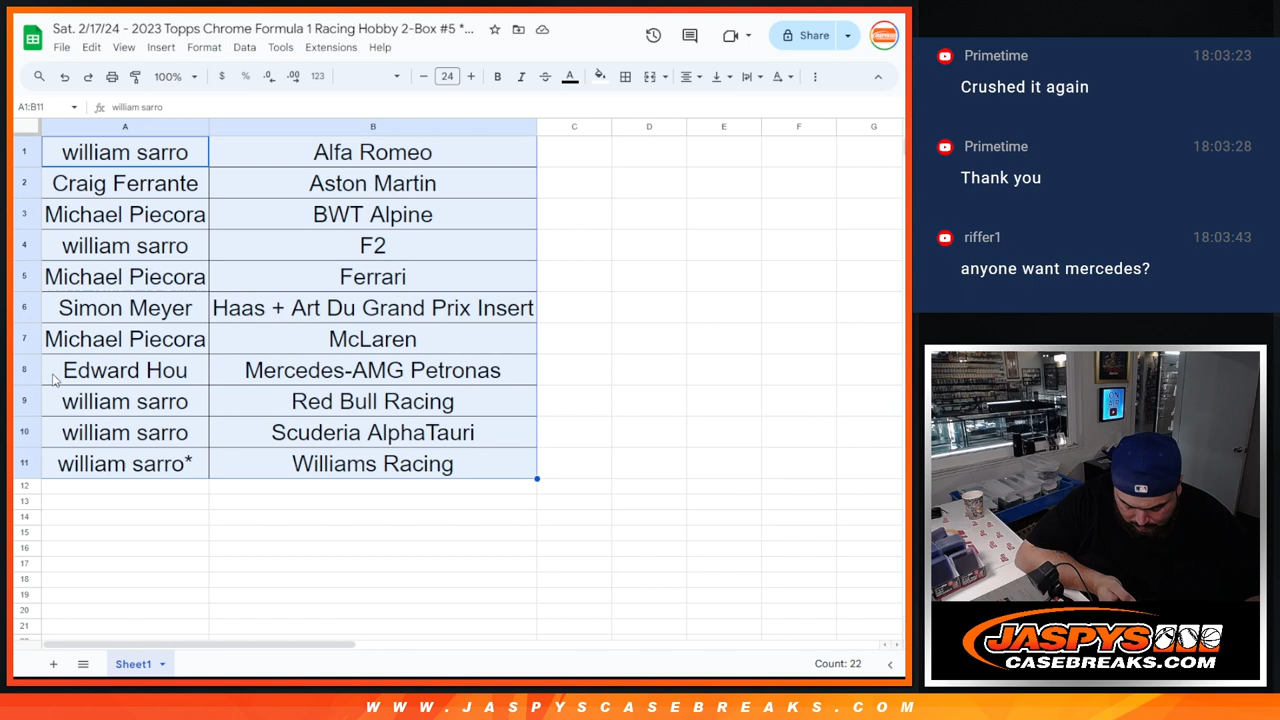 Sat. 2/17/24 - 2023 Topps Chrome Formula 1 Racing Hobby 2-Box #5 *...
File Edit View Insert Format Data Tools Extensions Help
Share
100% $ % .0 .00 123 24 B I A
A1:B11 fx william sarro
A B C D E F G
1 william sarro Alfa Romeo
2 Craig Ferrante Aston Martin
3 Michael Piecora BWT Alpine
4 william sarro F2
5 Michael Piecora Ferrari
6 Simon Meyer Haas + Art Du Grand Prix Insert
7 Michael Piecora McLaren
8 Edward Hou Mercedes-AMG Petronas
9 william sarro Red Bull Racing
10 william sarro Scuderia AlphaTauri
11 william sarro* Williams Racing
12
13
14
15
16
17
18
19
20
21
Sheet1
Count: 22
Primetime 18:03:23
Crushed it again
Primetime 18:03:28
Thank you
riffer1 18:03:43
anyone want mercedes?
ON AIR
JASPYS
CASEBREAKS.COM
WWW.JASPYSCASEBREAKS.COM